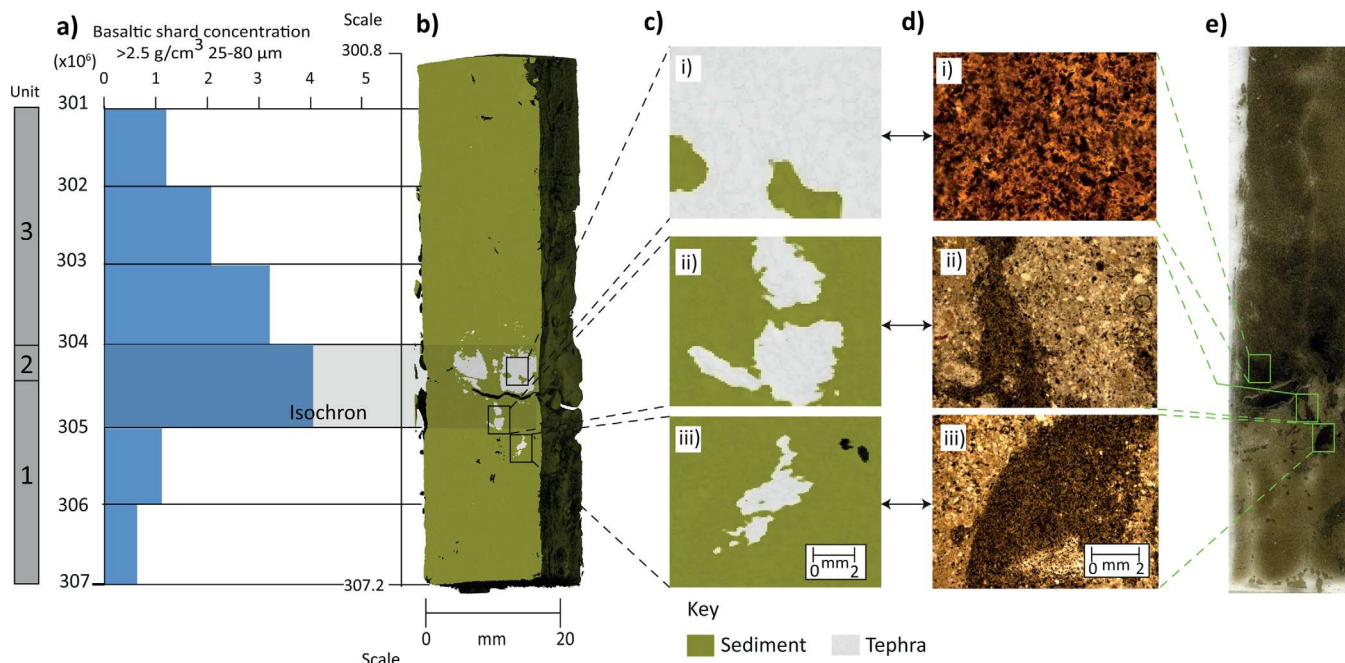 a)
Basaltic shard concentration
>2.5 g/cm³ 25-80 µm
(x10⁶)
0 1 2 3 4 5
Unit
301
302
303
304
305
306
307
3
2
1
Isochron
Scale
300.8
307.2
b)
0 mm 20
Scale
c)
i)
ii)
iii)
mm
0 2
d)
i)
ii)
iii)
mm
0 2
e)
Key
Sediment Tephra